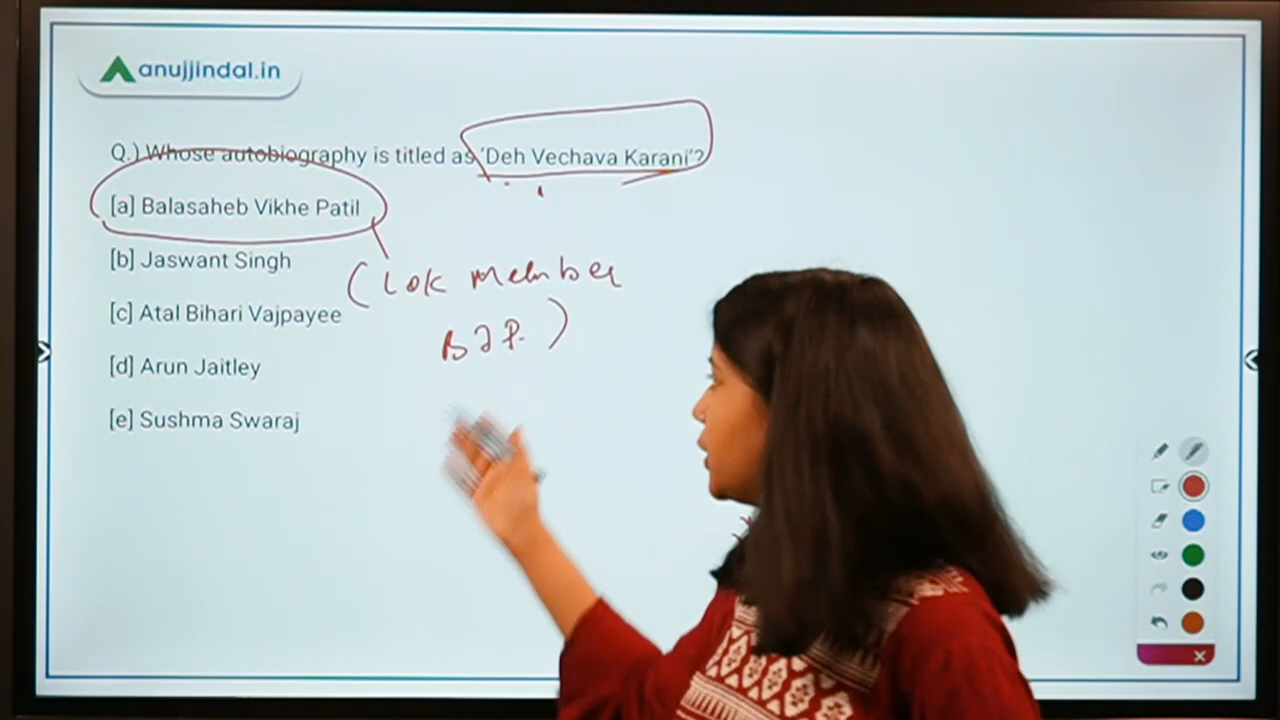 anujjindal.in
Q.) Whose autobiography is titled as 'Deh Vechava Karani'?
[a] Balasaheb Vikhe Patil
[b] Jaswant Singh
(Lok member
[c] Atal Bihari Vajpayee
BJP.)
[d] Arun Jaitley
[e] Sushma Swaraj